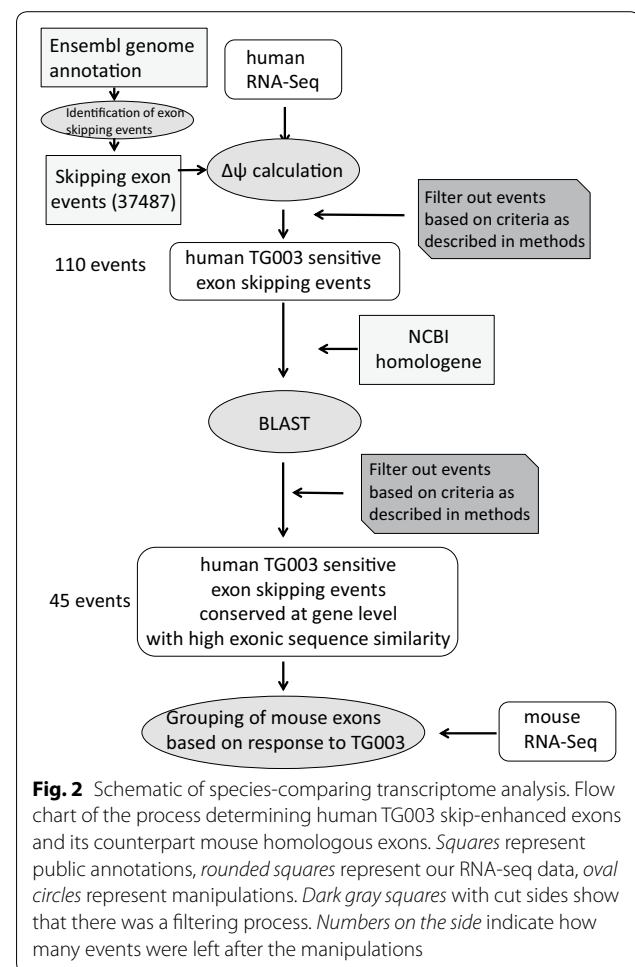 Ensembl genome
annotation
human
RNA-Seq
Identification of exon
skipping events
Skipping exon
events (37487)
Δψ calculation
Filter out events
based on criteria as
described in methods
110 events
human TG003 sensitive
exon skipping events
NCBI
homologene
BLAST
Filter out events
based on criteria as
described in methods
45 events
human TG003 sensitive
exon skipping events
conserved at gene level
with high exonic sequence similarity
Grouping of mouse exons
based on response to TG003
mouse
RNA-Seq
Fig. 2 Schematic of species-comparing transcriptome analysis. Flow
chart of the process determining human TG003 skip-enhanced exons
and its counterpart mouse homologous exons. Squares represent
public annotations, rounded squares represent our RNA-seq data, oval
circles represent manipulations. Dark gray squares with cut sides show
that there was a filtering process. Numbers on the side indicate how
many events were left after the manipulations